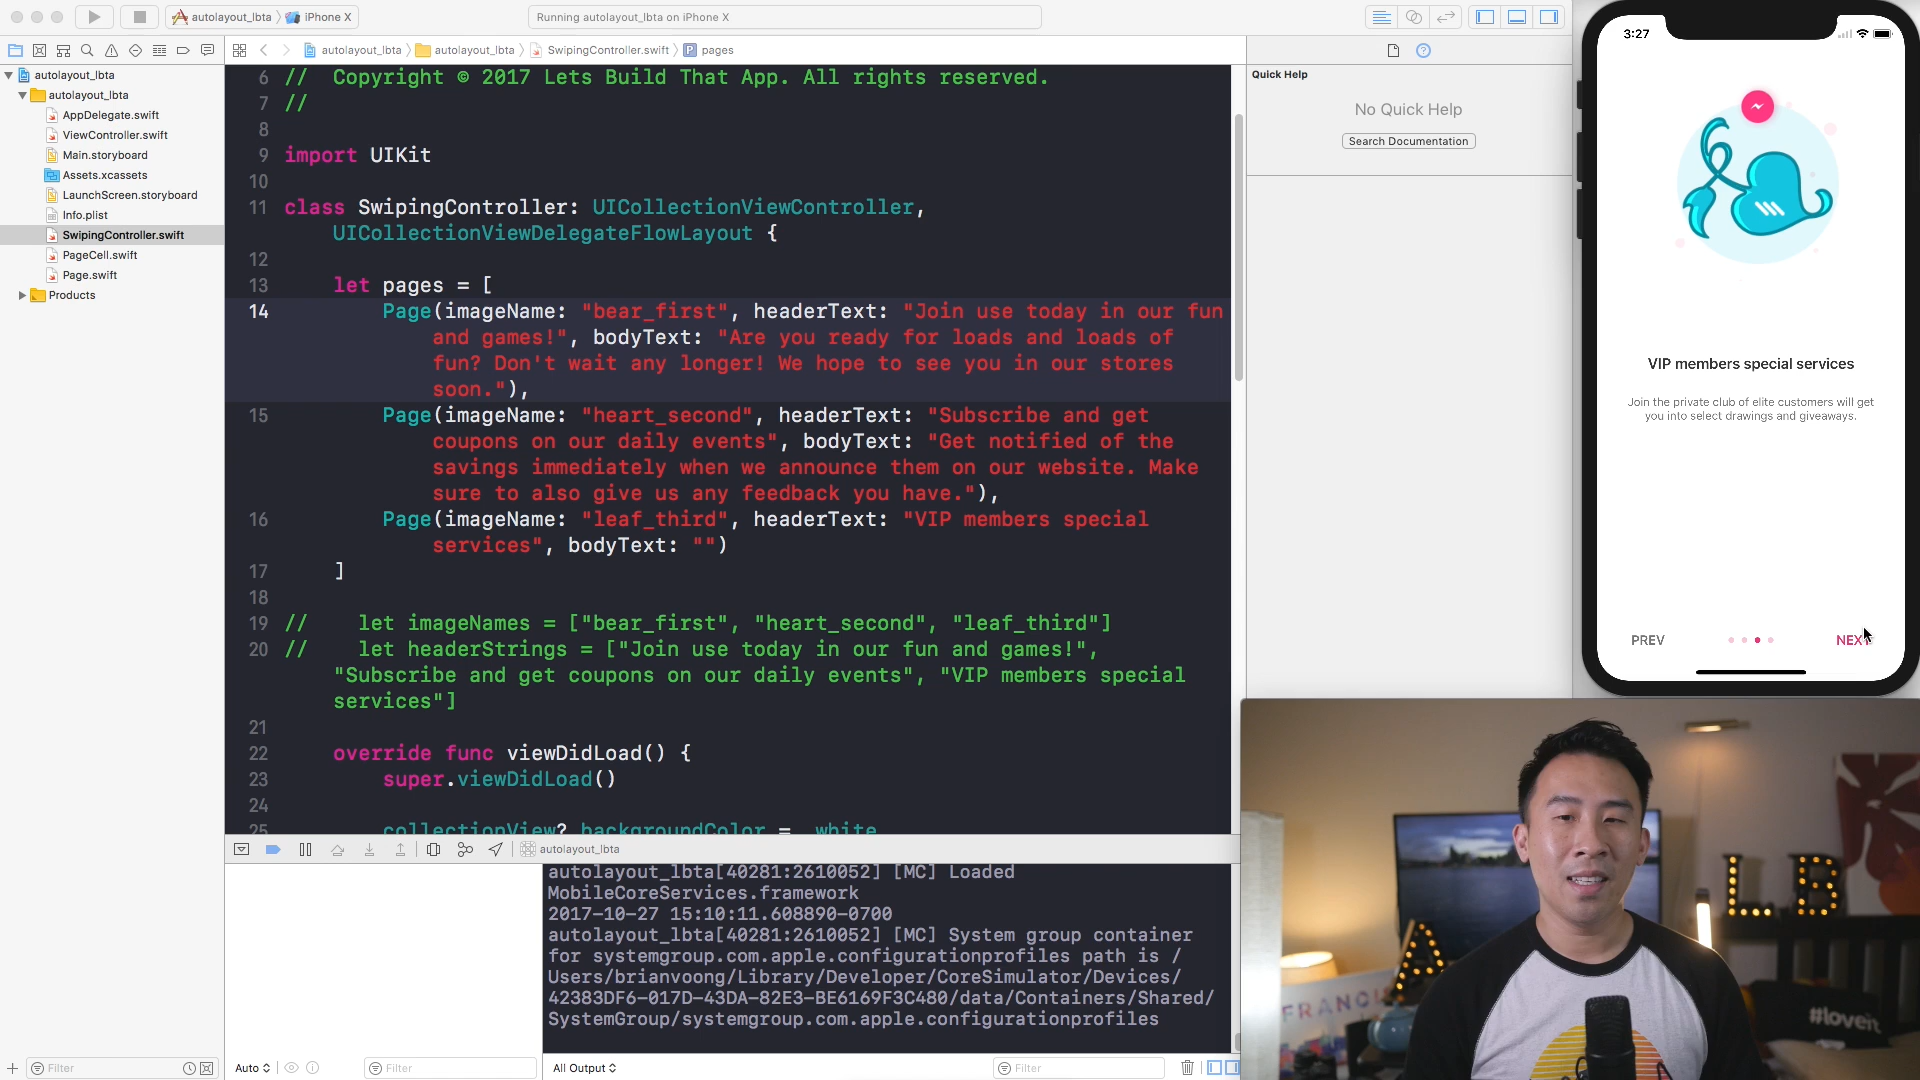 autolayout_lbta iPhone X
Running autolayout_lbta on iPhone X
autolayout_lbta autolayout_lbta SwipingController.swift P pages
autolayout_lbta
autolayout_lbta
AppDelegate.swift
ViewController.swift
Main.storyboard
Assets.xcassets
LaunchScreen.storyboard
Info.plist
SwipingController.swift
PageCell.swift
Page.swift
Products
Filter
6 // Copyright © 2017 Lets Build That App. All rights reserved.
7 //
8
9 import UIKit
10
11 class SwipingController: UICollectionViewController,
UICollectionViewDelegateFlowLayout {
12
13 let pages = [
14 Page(imageName: "bear_first", headerText: "Join use today in our fun
and games!", bodyText: "Are you ready for loads and loads of
fun? Don't wait any longer! We hope to see you in our stores
soon."),
15 Page(imageName: "heart_second", headerText: "Subscribe and get
coupons on our daily events", bodyText: "Get notified of the
savings immediately when we announce them on our website. Make
sure to also give us any feedback you have."),
16 Page(imageName: "leaf_third", headerText: "VIP members special
services", bodyText: "")
17 ]
18
19 // let imageNames = ["bear_first", "heart_second", "leaf_third"]
20 // let headerStrings = ["Join use today in our fun and games!",
"Subscribe and get coupons on our daily events", "VIP members special
services"]
21
22 override func viewDidLoad() {
23 super.viewDidLoad()
24
25 collectionView?.backgroundColor = .white
autolayout_lbta
autolayout_lbta[40281:2610052] [MC] Loaded
MobileCoreServices.framework
2017-10-27 15:10:11.608890-0700
autolayout_lbta[40281:2610052] [MC] System group container
for systemgroup.com.apple.configurationprofiles path is /
Users/brianvoong/Library/Developer/CoreSimulator/Devices/
42383DF6-017D-43DA-82E3-BE6169F3C480/data/Containers/Shared/
SystemGroup/systemgroup.com.apple.configurationprofiles
Auto Filter All Output Filter
Quick Help
No Quick Help
Search Documentation
3:27
VIP members special services
Join the private club of elite customers will get
you into select drawings and giveaways.
PREV NEXT
L B
A
#loveit